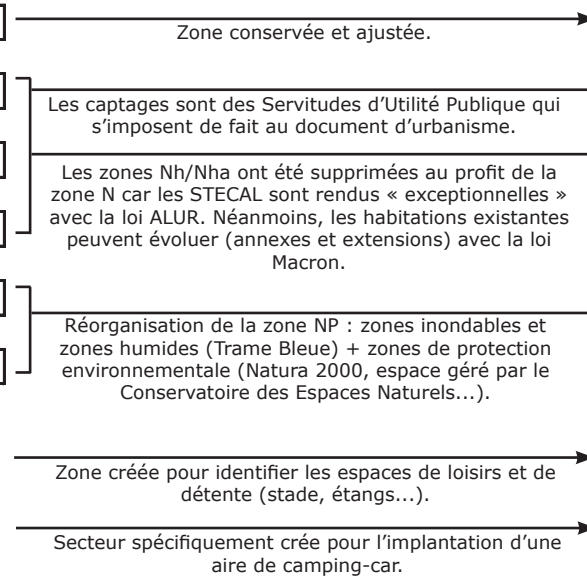 Zone conservée et ajustée.
Les captages sont des Servitudes d'Utilité Publique qui
s'imposent de fait au document d'urbanisme.
Les zones Nh/Nha ont été supprimées au profit de la
zone N car les STECAL sont rendus « exceptionnelles »
avec la loi ALUR. Néanmoins, les habitations existantes
peuvent évoluer (annexes et extensions) avec la loi
Macron.
Réorganisation de la zone NP : zones inondables et
zones humides (Trame Bleue) + zones de protection
environnementale (Natura 2000, espace géré par le
Conservatoire des Espaces Naturels...).
Zone créée pour identifier les espaces de loisirs et de
détente (stade, étangs...).
Secteur spécifiquement crée pour l'implantation d'une
aire de camping-car.